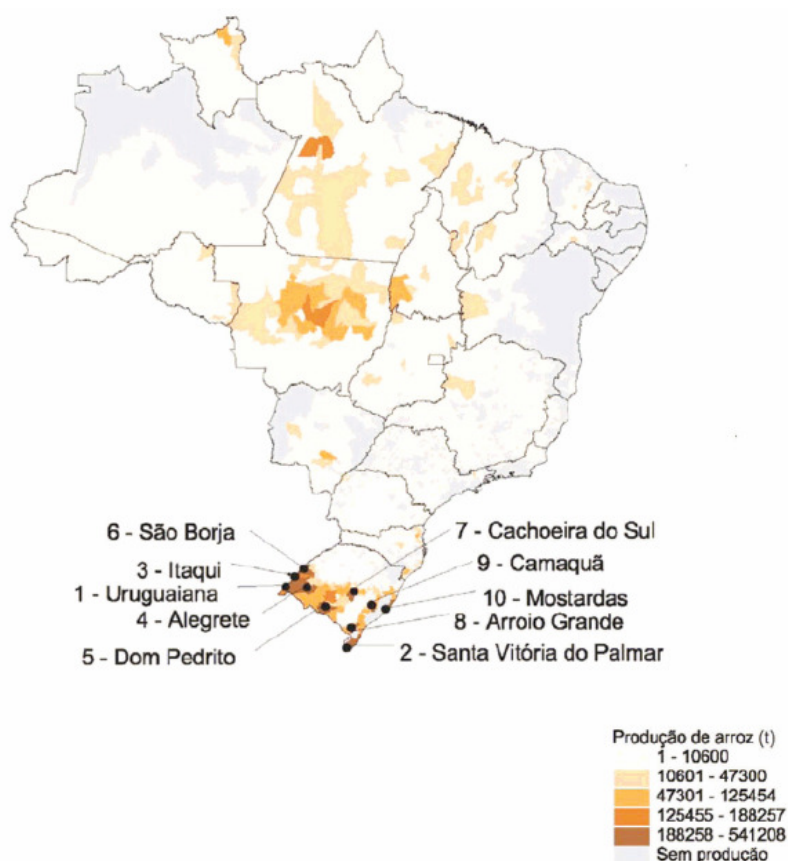 6 - São Borja
3 - Itaqui
1 - Uruguaiana
4 - Alegrete
5 - Dom Pedrito
7 - Cachoeira do Sul
9 - Camaquã
10 - Mostardas
8 - Arroio Grande
2 - Santa Vitória do Palmar
Produção de arroz (t)
1 - 10600
10601 - 47300
47301 - 125454
125455 - 188257
188258 - 541208
Sem produção